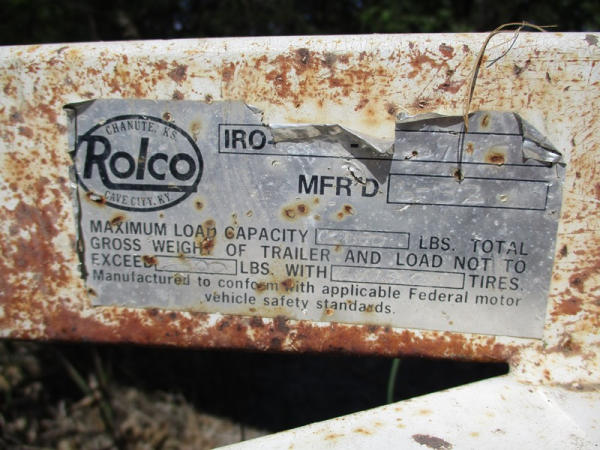 CHANUTE, KS
Rolco
CAVE CITY, KY
IRO-
MFR'D
MAXIMUM LOAD CAPACITY LBS. TOTAL
GROSS WEIGHT OF TRAILER AND LOAD NOT TO
EXCEED LBS. WITH TIRES.
Manufactured to conform with applicable Federal motor
vehicle safety standards.